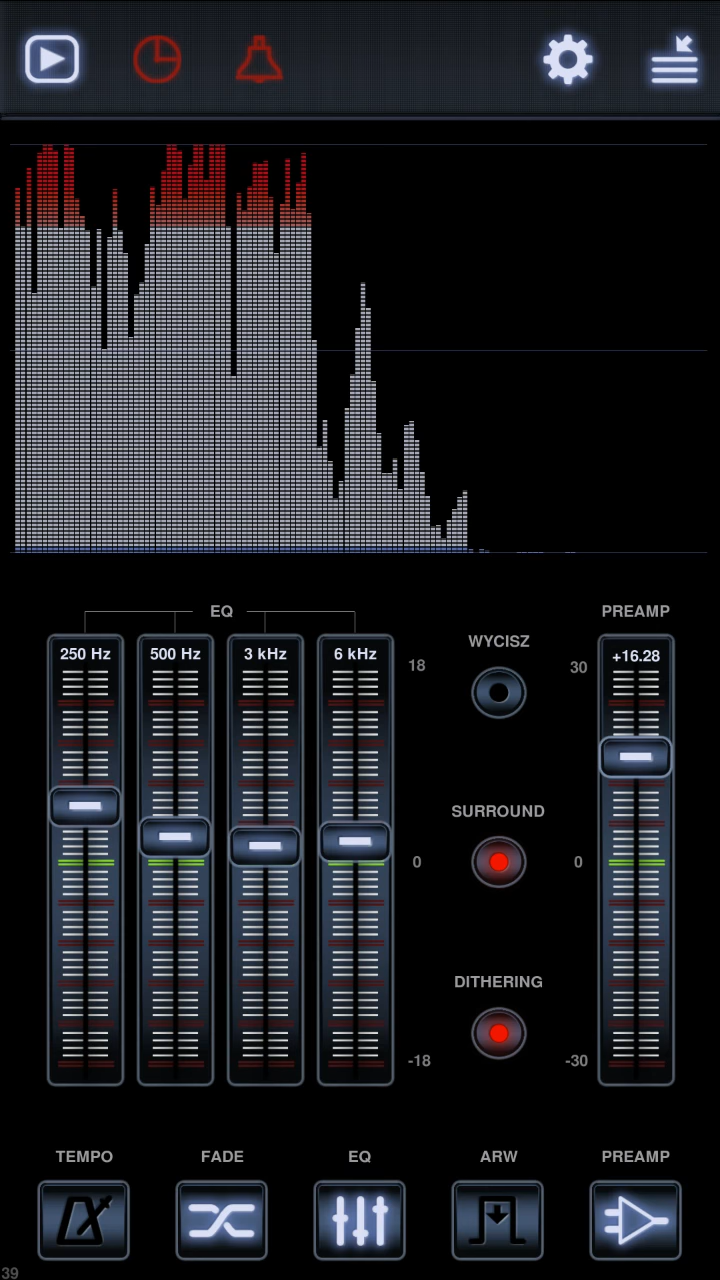 EQ
PREAMP
250 Hz
500 Hz
3 kHz
6 kHz
WYCISZ
+16.28
18
30
SURROUND
0
0
DITHERING
-18
-30
TEMPO
FADE
EQ
ARW
PREAMP
39